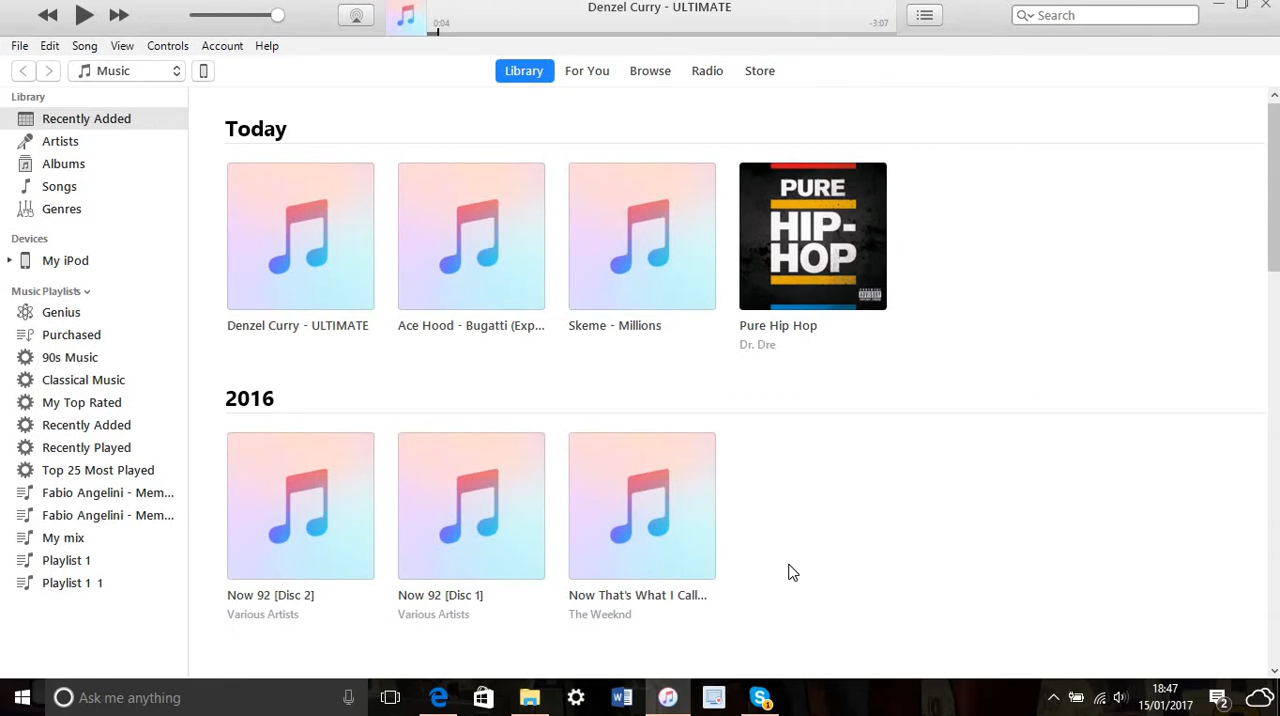 Denzel Curry - ULTIMATE
0:04
-3:07
Search
File Edit Song View Controls Account Help
Music
Library For You Browse Radio Store
Library
Recently Added
Artists
Albums
Songs
Genres
Devices
My iPod
Music Playlists
Genius
Purchased
90s Music
Classical Music
My Top Rated
Recently Added
Recently Played
Top 25 Most Played
Fabio Angelini - Mem...
Fabio Angelini - Mem...
My mix
Playlist 1
Playlist 1 1
Today
PURE
HIP-
HOP
Denzel Curry - ULTIMATE
Ace Hood - Bugatti (Exp...
Skeme - Millions
Pure Hip Hop
Dr. Dre
2016
Now 92 [Disc 2]
Various Artists
Now 92 [Disc 1]
Various Artists
Now That's What I Call...
The Weeknd
Ask me anything
W
S
1
18:47
15/01/2017
2